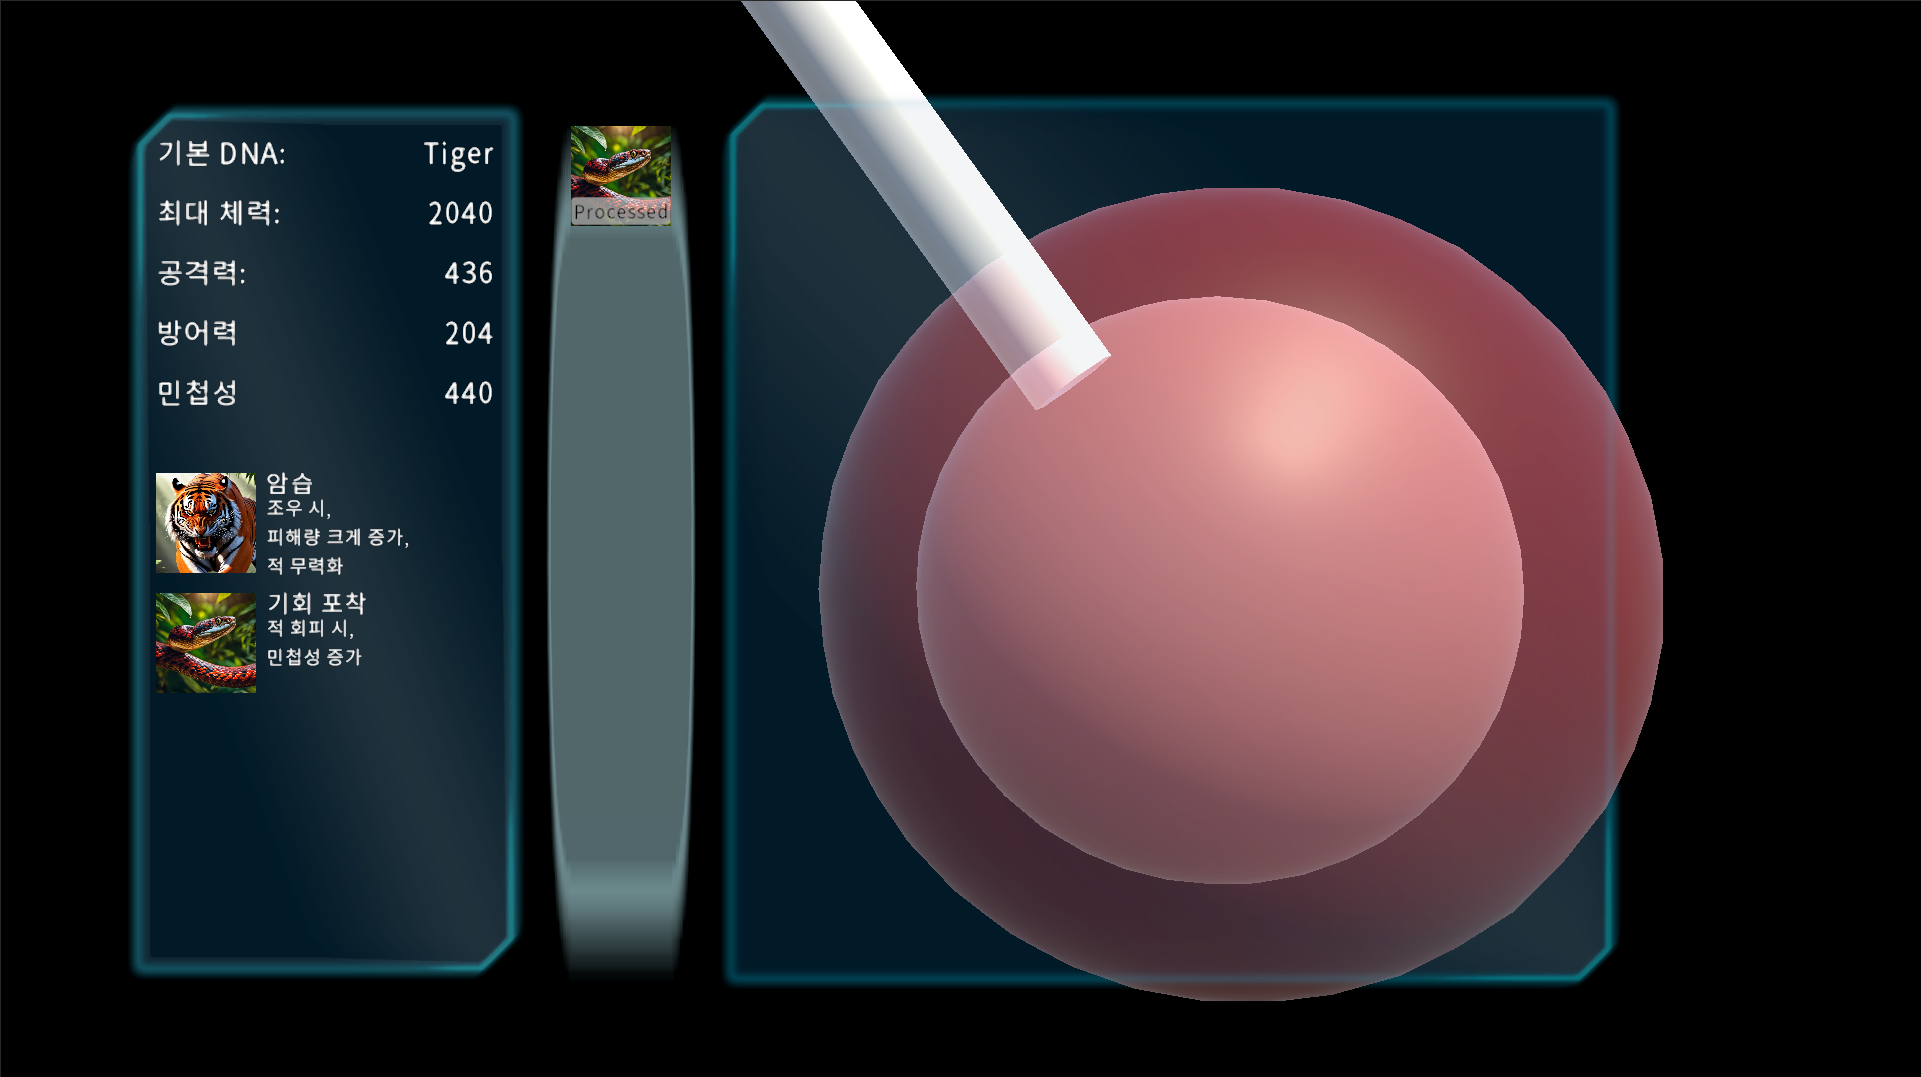 기본 DNA: Tiger
최대 체력: 2040
공격력: 436
방어력 204
민첩성 440
암습
조우 시,
피해량 크게 증가,
적 무력화
기회 포착
적 회피 시,
민첩성 증가
Processed